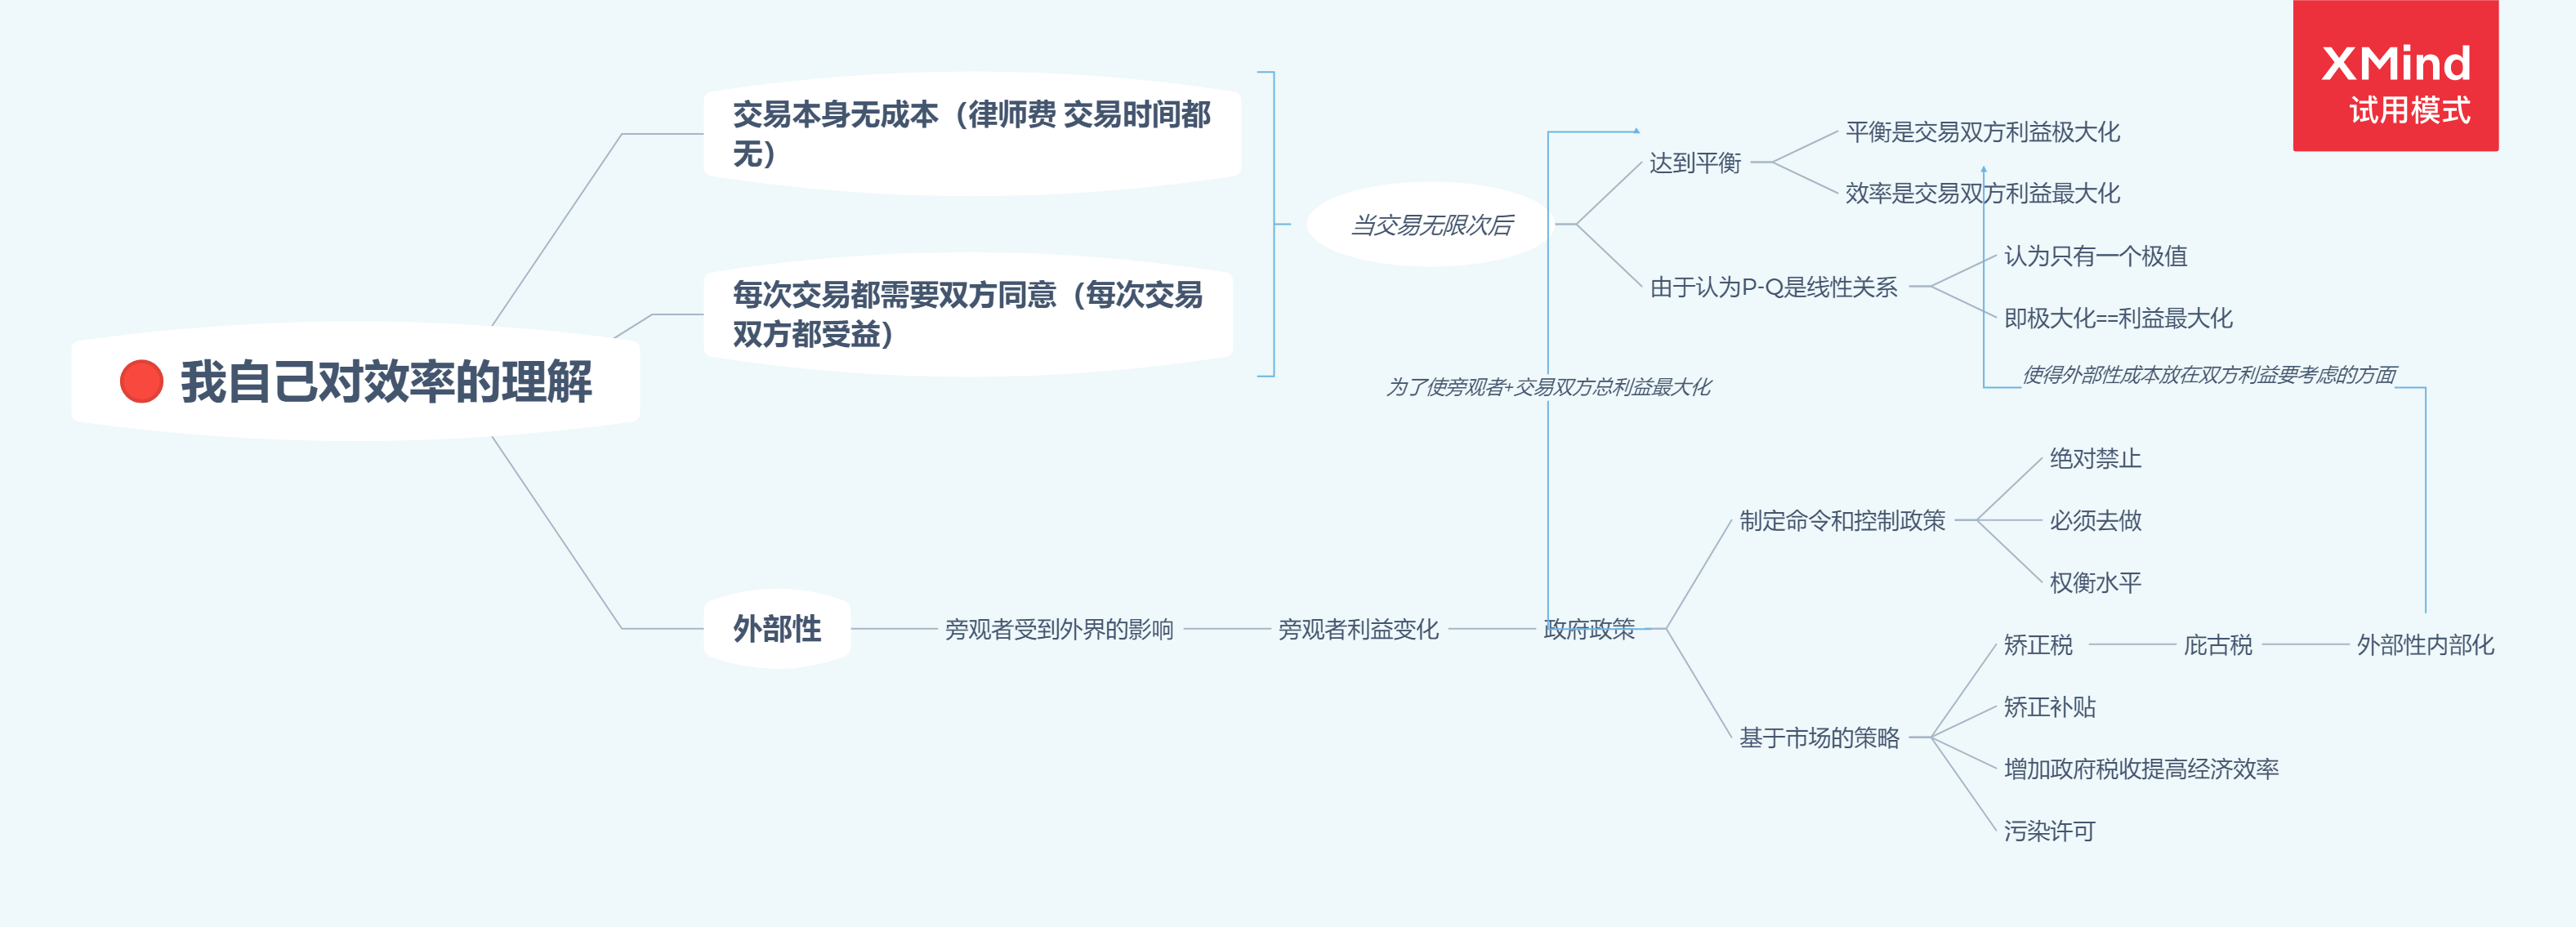 XMind
试用模式
我自己对效率的理解
交易本身无成本（律师费 交易时间都
无）
每次交易都需要双方同意（每次交易
双方都受益）
当交易无限次后
达到平衡
平衡是交易双方利益极大化
效率是交易双方利益最大化
由于认为P-Q是线性关系
认为只有一个极值
即极大化==利益最大化
为了使旁观者+交易双方总利益最大化
使得外部性成本放在双方利益要考虑的方面
外部性
旁观者受到外界的影响
旁观者利益变化
政府政策
制定命令和控制政策
绝对禁止
必须去做
权衡水平
基于市场的策略
矫正税
庇古税
外部性内部化
矫正补贴
增加政府税收提高经济效率
污染许可